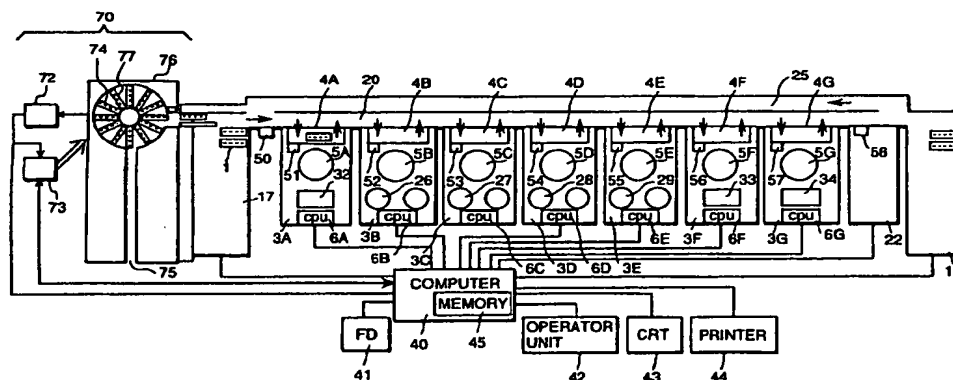 70
74 77 76
72
73
4A 20 4B 4C 4D 4E 4F 25 4G
50 51 52 53 54 55 56 57 58
5A 5B 5C 5D 5E 5F 5G
1 17 32 26 27 28 29 33 34 22
cpu cpu cpu cpu cpu cpu cpu
3A 6A 3B 3C 3D 6E 3F 6F 3G 6G
6B 6C 6D 3E
75
COMPUTER
MEMORY
FD
40 45
OPERATOR
UNIT
CRT
PRINTER
41 42 43 44